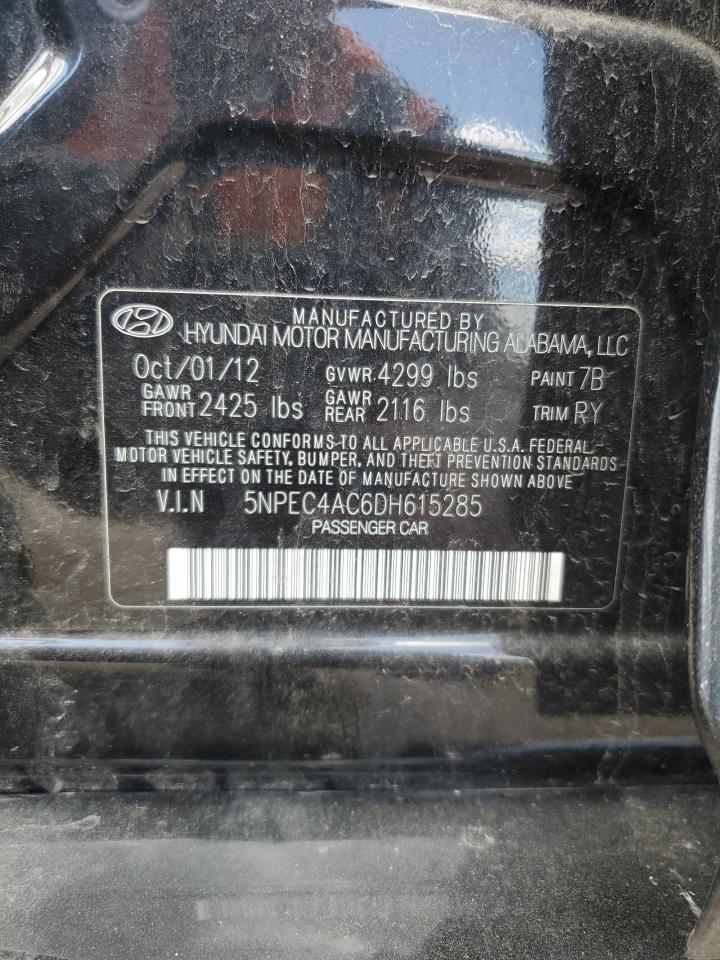 MANUFACTURED BY
HYUNDAI MOTOR MANUFACTURING ALABAMA, LLC
Oct/01/12 GVWR 4299 lbs PAINT 7B
GAWR FRONT 2425 lbs GAWR REAR 2116 lbs TRIM RY
THIS VEHICLE CONFORMS TO ALL APPLICABLE U.S.A. FEDERAL
MOTOR VEHICLE SAFETY, BUMPER, AND THEFT PREVENTION STANDARDS
IN EFFECT ON THE DATE OF MANUFACTURE SHOWN ABOVE
V.I.N 5NPEC4AC6DH615285
PASSENGER CAR